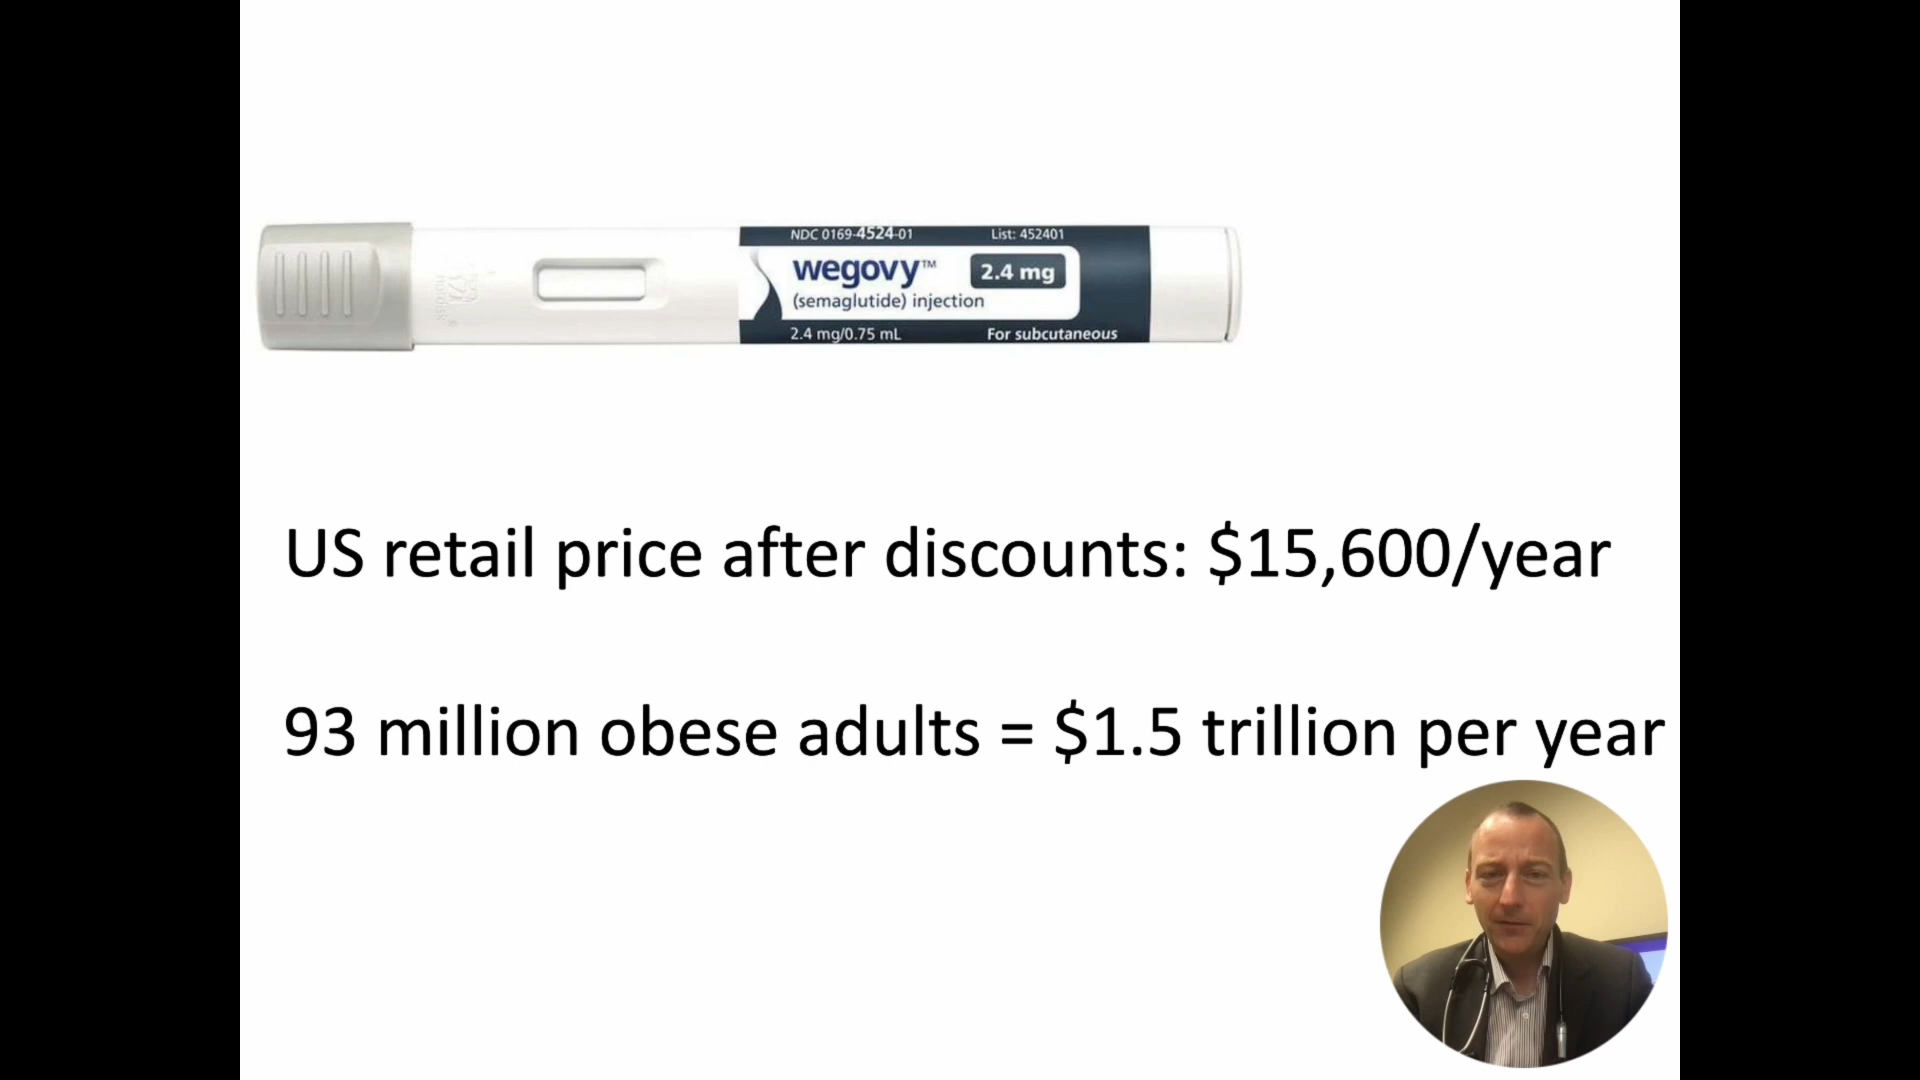 NDC 0169-4524-01 List: 452401
wegovy™ 2.4 mg
(semaglutide) injection
2.4 mg/0.75 mL For subcutaneous
US retail price after discounts: $15,600/year
93 million obese adults = $1.5 trillion per year